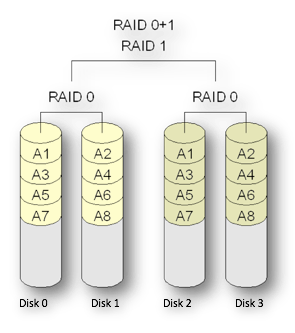 RAID 0+1
RAID 1
RAID 0 RAID 0
A1 A2 A1 A2
A3 A4 A3 A4
A5 A6 A5 A6
A7 A8 A7 A8
Disk 0 Disk 1 Disk 2 Disk 3